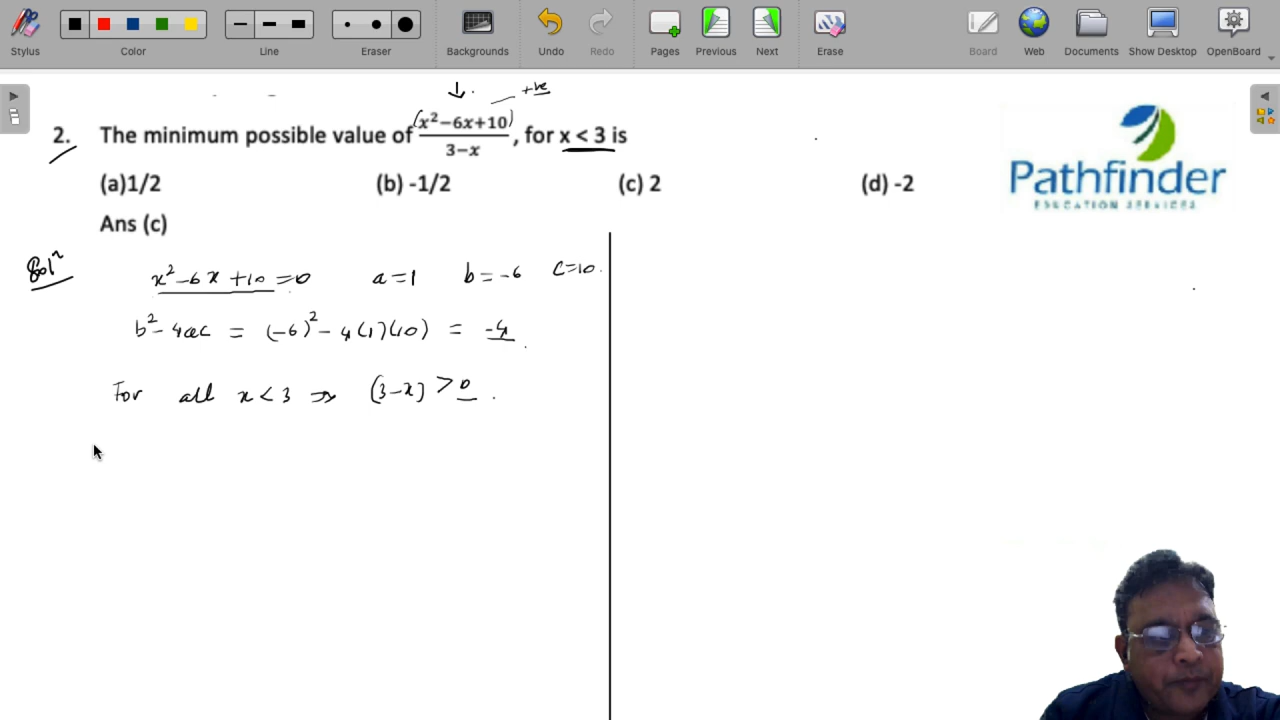 Stylus Color Line Eraser Backgrounds Undo Redo Pages Previous Next Erase Board Web Documents Show Desktop OpenBoard
↓ . +ve
2. The minimum possible value of (x²−6x+10)/(3−x), for x < 3 is
(a)1/2 (b) -1/2 (c) 2 (d) -2
Ans (c)
Pathfinder
EDUCATION SERVICES
Solⁿ x² −6x +10 = 0 a = 1 b = −6 c = 10.
b² − 4ac = (−6)² − 4(1)(10) = −4 .
For all x < 3 ⇒ (3−x) > 0 .